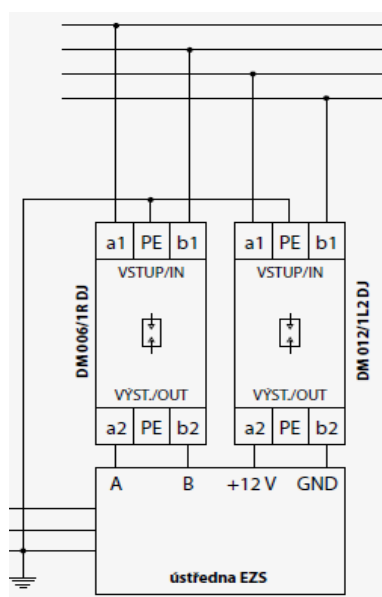 a1 PE b1
VSTUP/IN
DM 006/1R DJ
VÝST./OUT
a2 PE b2
a1 PE b1
VSTUP/IN
DM 012/1L2 DJ
VÝST./OUT
a2 PE b2
A B +12 V GND
ústředna EZS